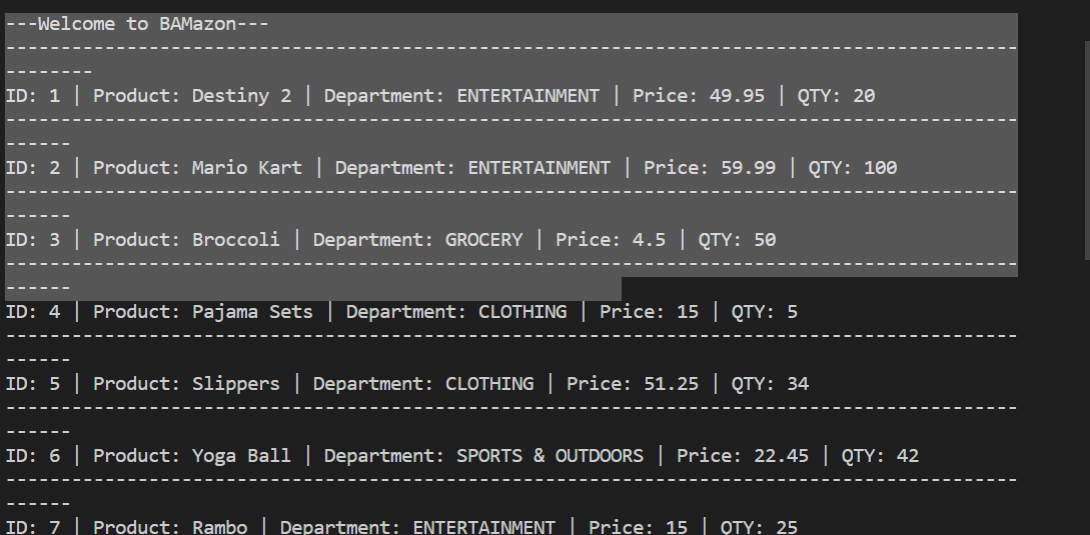 ---Welcome to BAMazon---
--------------------------------------------------------------------------------------------
--------
ID: 1 | Product: Destiny 2 | Department: ENTERTAINMENT | Price: 49.95 | QTY: 20
--------------------------------------------------------------------------------------------
------
ID: 2 | Product: Mario Kart | Department: ENTERTAINMENT | Price: 59.99 | QTY: 100
--------------------------------------------------------------------------------------------
------
ID: 3 | Product: Broccoli | Department: GROCERY | Price: 4.5 | QTY: 50
--------------------------------------------------------------------------------------------
------
ID: 4 | Product: Pajama Sets | Department: CLOTHING | Price: 15 | QTY: 5
--------------------------------------------------------------------------------------------
------
ID: 5 | Product: Slippers | Department: CLOTHING | Price: 51.25 | QTY: 34
--------------------------------------------------------------------------------------------
------
ID: 6 | Product: Yoga Ball | Department: SPORTS & OUTDOORS | Price: 22.45 | QTY: 42
--------------------------------------------------------------------------------------------
------
ID: 7 | Product: Rambo | Department: ENTERTAINMENT | Price: 15 | QTY: 25